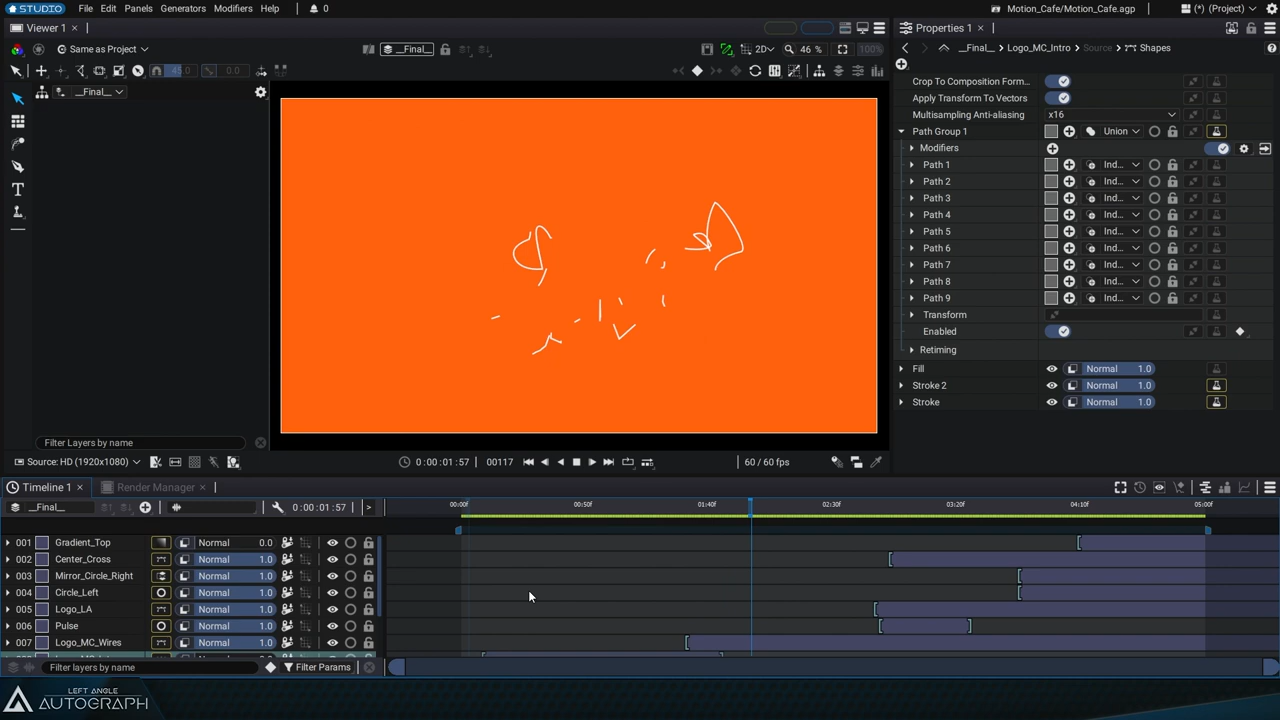 STUDIO File Edit Panels Generators Modifiers Help 0 Motion_Cafe/Motion_Cafe.agp (*) (Project)
Viewer 1 × Properties 1 ×
Same as Project __Final__ 2D 46 % 100% __Final__ Logo_MC_Intro Source Shapes
45.0 0.0
__Final__
Crop To Composition Form...
Apply Transform To Vectors
Multisampling Anti-aliasing x16
Path Group 1 Union
Modifiers
Path 1 Ind...
Path 2 Ind...
Path 3 Ind...
Path 4 Ind...
Path 5 Ind...
Path 6 Ind...
Path 7 Ind...
Path 8 Ind...
Path 9 Ind...
Transform
Enabled
Retiming
Fill Normal 1.0
Stroke 2 Normal 1.0
Stroke Normal 1.0
Filter Layers by name
Source: HD (1920x1080) 0:00:01:57 00117 60 / 60 fps
Timeline 1 × Render Manager ×
__Final__ 0:00:01:57 > 00:00f 00:50f 01:40f 02:30f 03:20f 04:10f 05:00f
001 Gradient_Top Normal 0.0
002 Center_Cross Normal 1.0
003 Mirror_Circle_Right Normal 1.0
004 Circle_Left Normal 1.0
005 Logo_LA Normal 1.0
006 Pulse Normal 1.0
007 Logo_MC_Wires Normal 1.0
Filter layers by name Filter Params
LEFT ANGLE
AUTOGRAPH